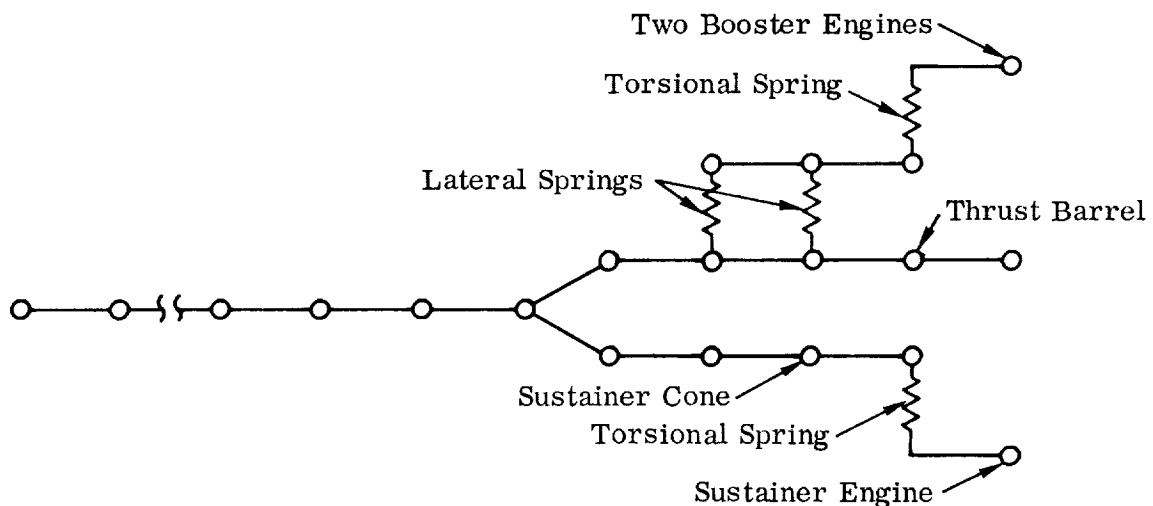 Two Booster Engines
Torsional Spring
Lateral Springs
Thrust Barrel
Sustainer Cone
Torsional Spring
Sustainer Engine